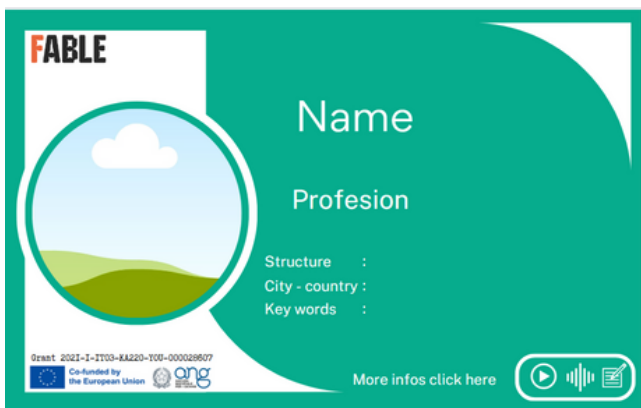 FABLE
Name
Profesion
Structure :
City - country :
Key words :
Grant 2021-1-IT03-KA220-YOU-000028607
Co-funded by
the European Union
ang
More infos click here